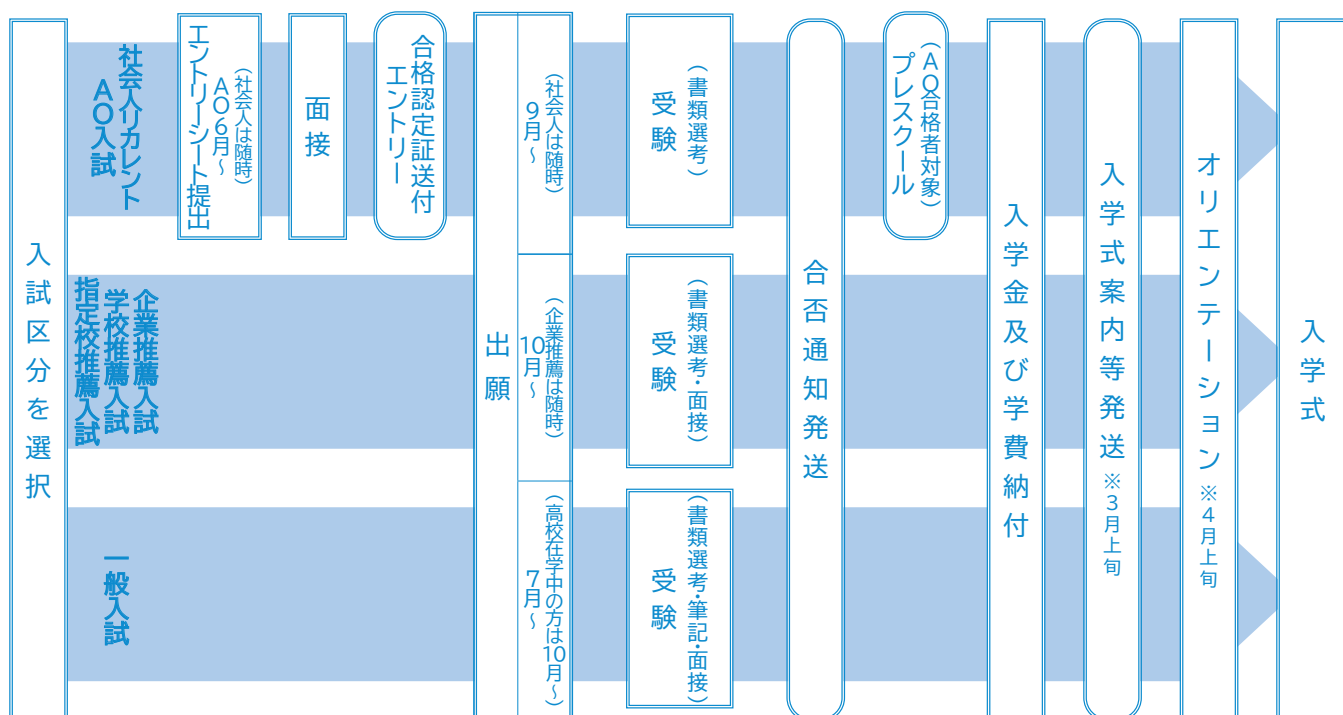 入試区分を選択
社会人リカレント
AO入試
エントリーシート提出
AO6月～
(社会人は随時)
面接
合格認定証送付
エントリー
企業推薦入試
学校推薦入試
指定校推薦入試
一般入試
出願
9月～
(社会人は随時)
10月～
(企業推薦は随時)
7月～
(高校在学中の方は10月～)
受験
(書類選考)
受験
(書類選考・面接)
受験
(書類選考・筆記・面接)
合否通知発送
プレスクール
(AO合格者対象)
入学金及び学費納付
入学式案内等発送 ※3月上旬
オリエンテーション ※4月上旬
入学式